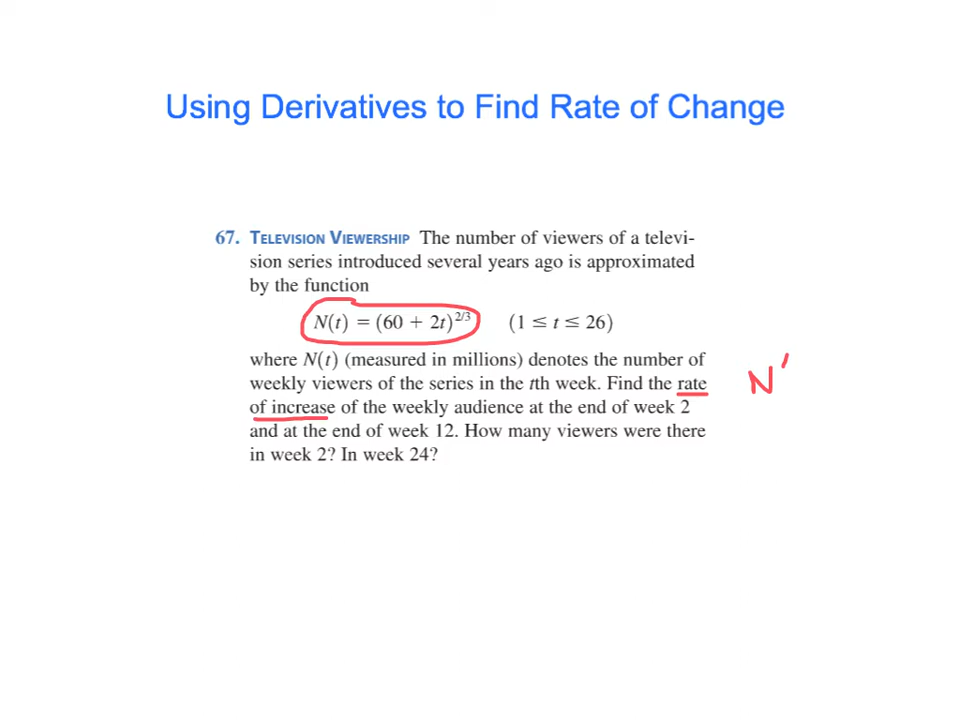 Using Derivatives to Find Rate of Change
67. TELEVISION VIEWERSHIP The number of viewers of a televi-
sion series introduced several years ago is approximated
by the function
N(t) = (60 + 2t)^{2/3} (1 ≤ t ≤ 26)
where N(t) (measured in millions) denotes the number of
weekly viewers of the series in the tth week. Find the rate
of increase of the weekly audience at the end of week 2
and at the end of week 12. How many viewers were there
in week 2? In week 24?
N'